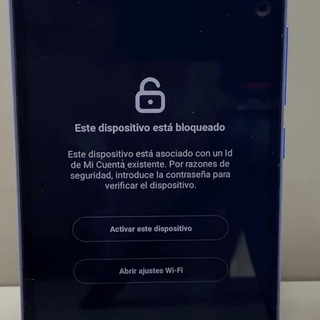 Este dispositivo está bloqueado
Este dispositivo está asociado con un Id
de Mi Cuenta existente. Por razones de
seguridad, introduce la contraseña para
verificar el dispositivo.
Activar este dispositivo
Abrir ajustes Wi-Fi